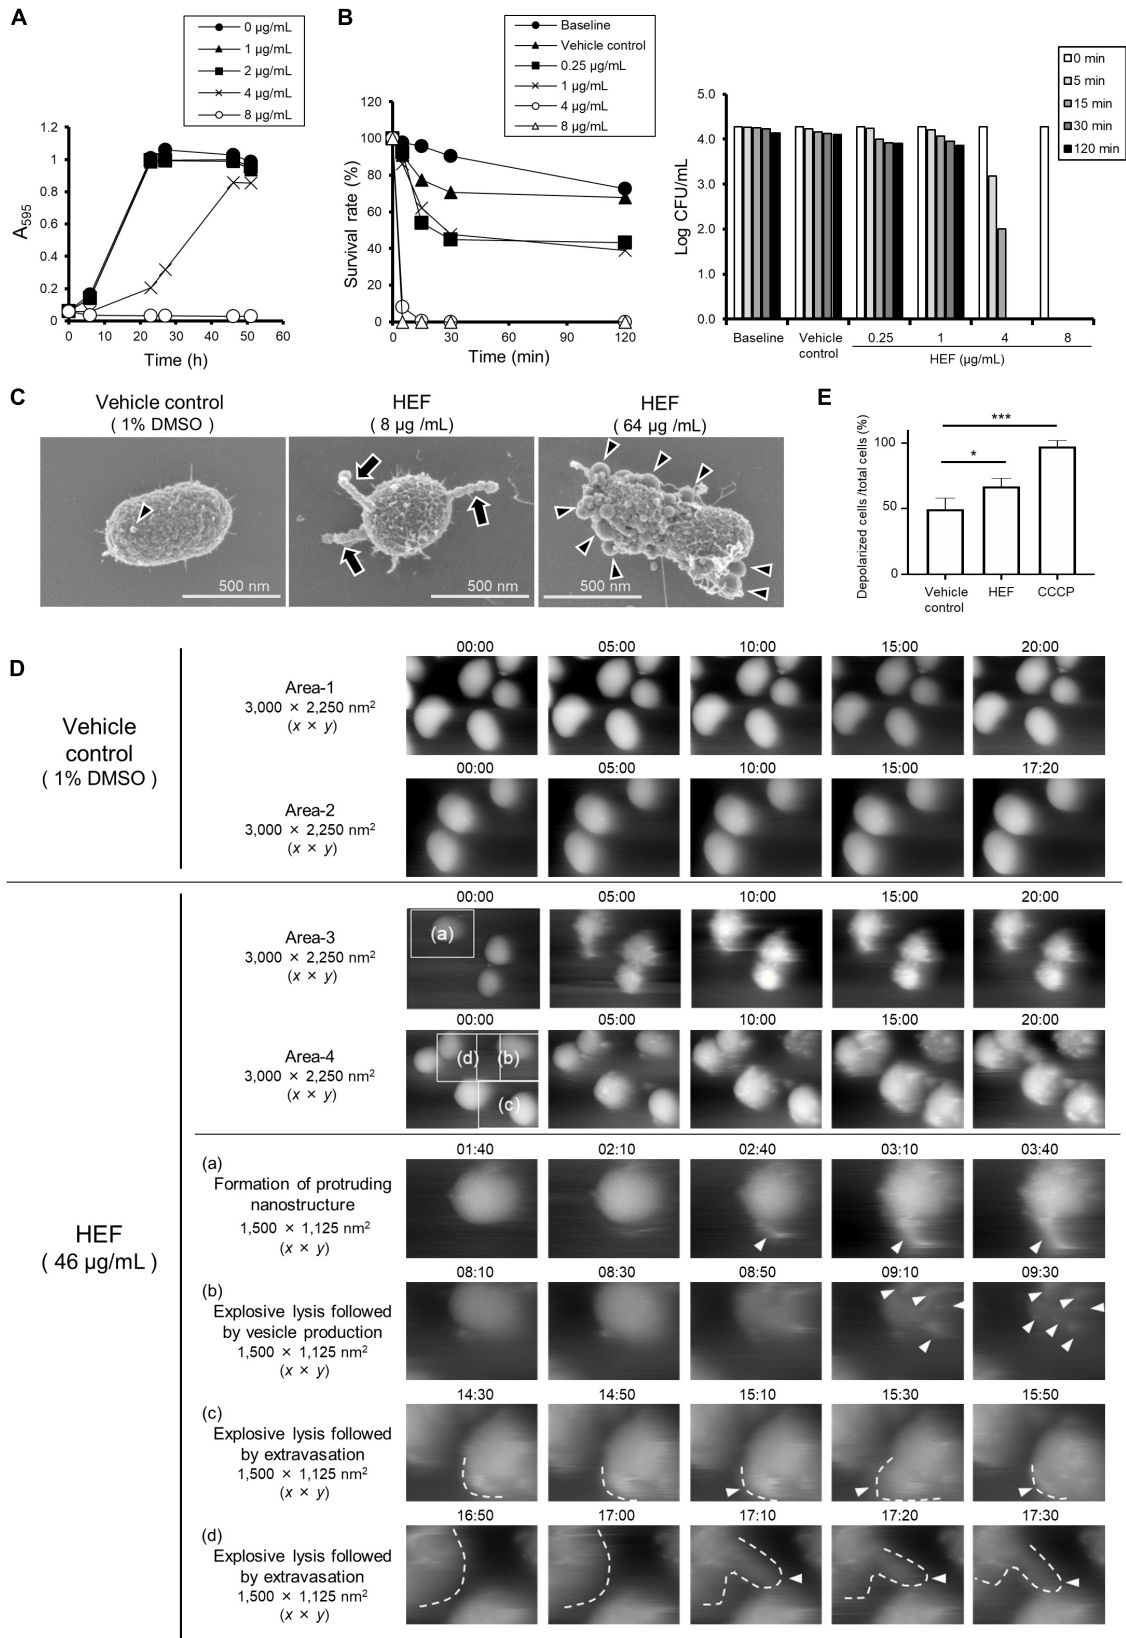 A
0 µg/mL
1 µg/mL
2 µg/mL
4 µg/mL
8 µg/mL
1.2
1
0.8
0.6
0.4
0.2
0
A595
0 10 20 30 40 50 60
Time (h)
B
Baseline
Vehicle control
0.25 µg/mL
1 µg/mL
4 µg/mL
8 µg/mL
120
100
80
60
40
20
0
Survival rate (%)
0 30 60 90 120
Time (min)
0 min
5 min
15 min
30 min
120 min
5.0
4.0
3.0
2.0
1.0
0.0
Log CFU/mL
Baseline Vehicle control 0.25 1 4 8
HEF (µg/mL)
C
Vehicle control
( 1% DMSO )
500 nm
HEF
( 8 µg /mL)
500 nm
HEF
( 64 µg /mL)
500 nm
E
Depolarized cells /total cells (%)
100
50
0
***
*
Vehicle control HEF CCCP
D
Vehicle
control
( 1% DMSO )
Area-1
3,000 × 2,250 nm2
(x × y)
00:00 05:00 10:00 15:00 20:00
Area-2
3,000 × 2,250 nm2
(x × y)
00:00 05:00 10:00 15:00 17:20
HEF
( 46 µg/mL )
Area-3
3,000 × 2,250 nm2
(x × y)
00:00 05:00 10:00 15:00 20:00
(a)
Area-4
3,000 × 2,250 nm2
(x × y)
00:00 05:00 10:00 15:00 20:00
(d) (b)
(c)
(a)
Formation of protruding
nanostructure
1,500 × 1,125 nm2
(x × y)
01:40 02:10 02:40 03:10 03:40
(b)
Explosive lysis followed
by vesicle production
1,500 × 1,125 nm2
(x × y)
08:10 08:30 08:50 09:10 09:30
(c)
Explosive lysis followed
by extravasation
1,500 × 1,125 nm2
(x × y)
14:30 14:50 15:10 15:30 15:50
(d)
Explosive lysis followed
by extravasation
1,500 × 1,125 nm2
(x × y)
16:50 17:00 17:10 17:20 17:30